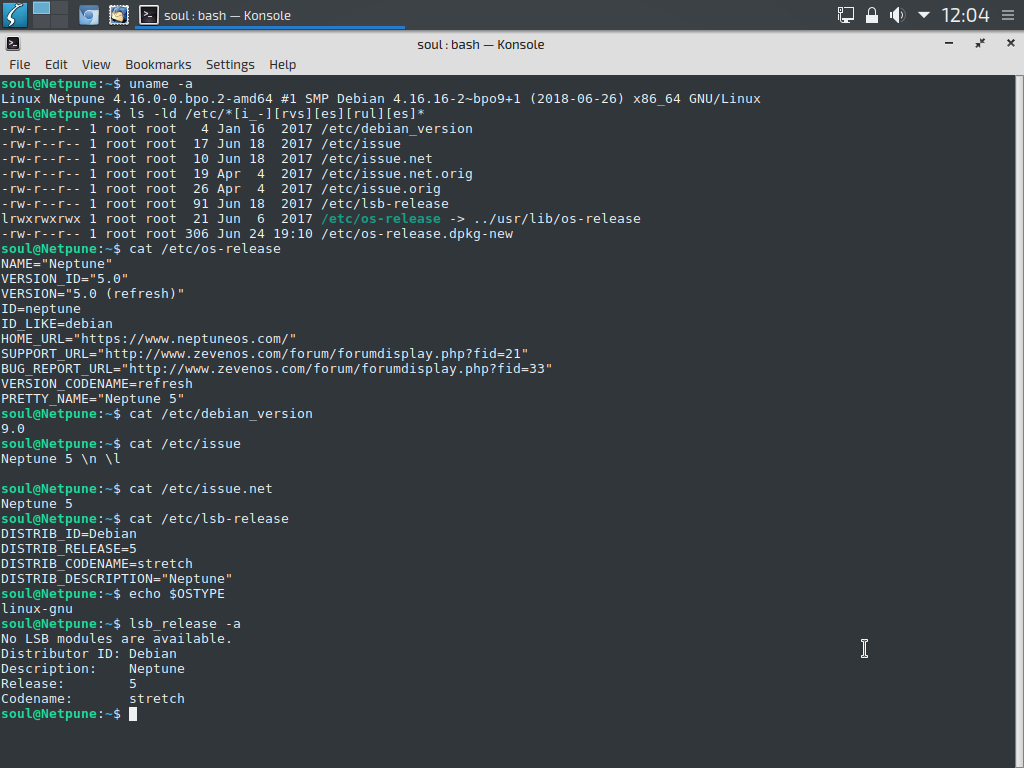 soul : bash — Konsole
12:04
soul : bash — Konsole
File Edit View Bookmarks Settings Help
soul@Netpune:~$ uname -a
Linux Netpune 4.16.0-0.bpo.2-amd64 #1 SMP Debian 4.16.16-2~bpo9+1 (2018-06-26) x86_64 GNU/Linux
soul@Netpune:~$ ls -ld /etc/*[i_-][rvs][es][rul][es]*
-rw-r--r-- 1 root root   4 Jan 16  2017 /etc/debian_version
-rw-r--r-- 1 root root  17 Jun 18  2017 /etc/issue
-rw-r--r-- 1 root root  10 Jun 18  2017 /etc/issue.net
-rw-r--r-- 1 root root  19 Apr  4  2017 /etc/issue.net.orig
-rw-r--r-- 1 root root  26 Apr  4  2017 /etc/issue.orig
-rw-r--r-- 1 root root  91 Jun 18  2017 /etc/lsb-release
lrwxrwxrwx 1 root root  21 Jun  6  2017 /etc/os-release -> ../usr/lib/os-release
-rw-r--r-- 1 root root 306 Jun 24 19:10 /etc/os-release.dpkg-new
soul@Netpune:~$ cat /etc/os-release
NAME="Neptune"
VERSION_ID="5.0"
VERSION="5.0 (refresh)"
ID=neptune
ID_LIKE=debian
HOME_URL="https://www.neptuneos.com/"
SUPPORT_URL="http://www.zevenos.com/forum/forumdisplay.php?fid=21"
BUG_REPORT_URL="http://www.zevenos.com/forum/forumdisplay.php?fid=33"
VERSION_CODENAME=refresh
PRETTY_NAME="Neptune 5"
soul@Netpune:~$ cat /etc/debian_version
9.0
soul@Netpune:~$ cat /etc/issue
Neptune 5 \n \l
soul@Netpune:~$ cat /etc/issue.net
Neptune 5
soul@Netpune:~$ cat /etc/lsb-release
DISTRIB_ID=Debian
DISTRIB_RELEASE=5
DISTRIB_CODENAME=stretch
DISTRIB_DESCRIPTION="Neptune"
soul@Netpune:~$ echo $OSTYPE
linux-gnu
soul@Netpune:~$ lsb_release -a
No LSB modules are available.
Distributor ID: Debian
Description:    Neptune
Release:        5
Codename:       stretch
soul@Netpune:~$